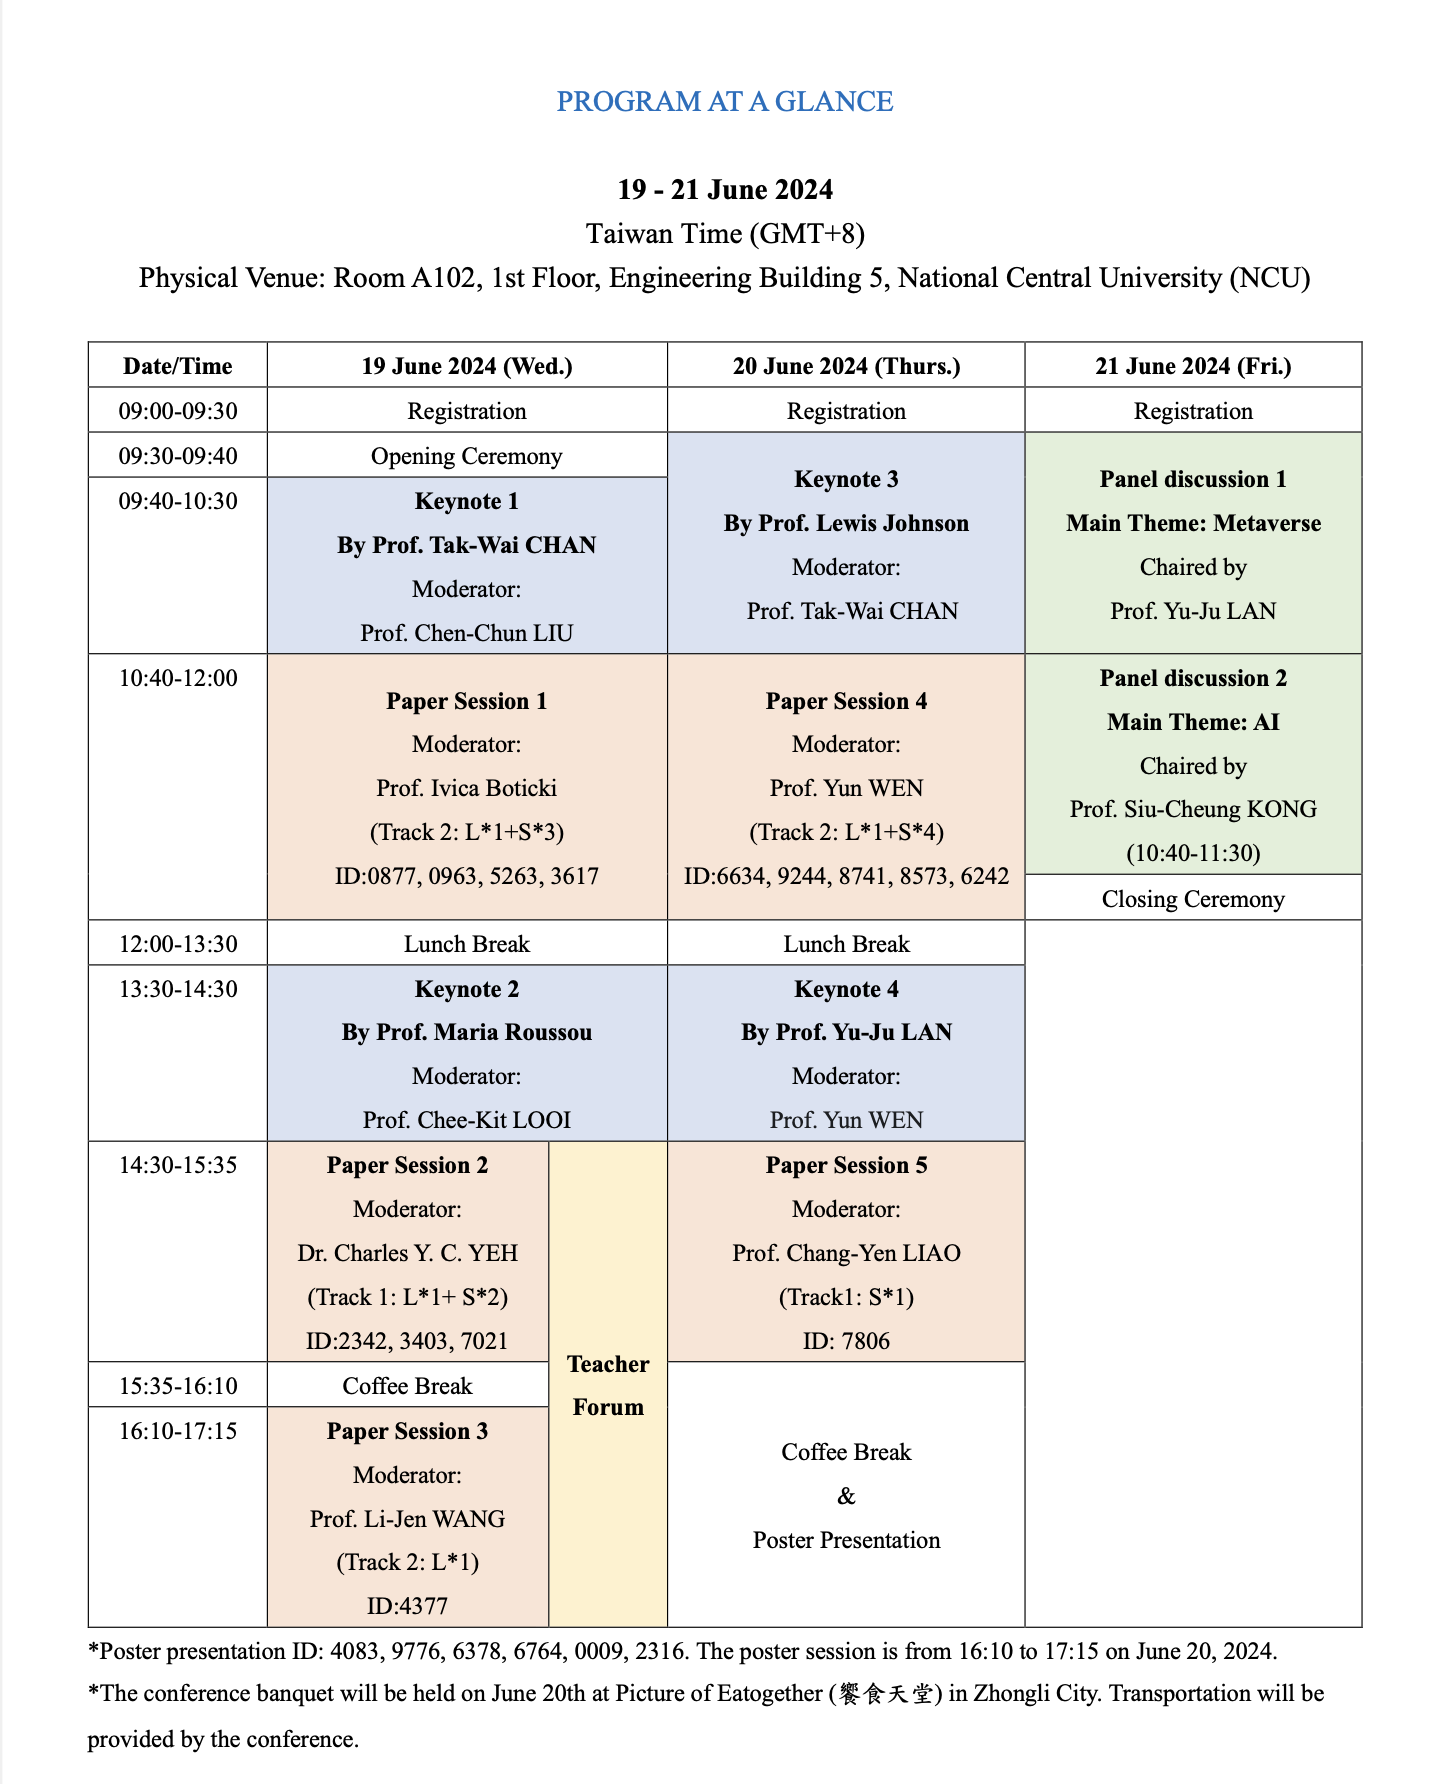 PROGRAM AT A GLANCE
19 - 21 June 2024
Taiwan Time (GMT+8)
Physical Venue: Room A102, 1st Floor, Engineering Building 5, National Central University (NCU)
Date/Time
19 June 2024 (Wed.)
20 June 2024 (Thurs.)
21 June 2024 (Fri.)
09:00-09:30
Registration
Registration
Registration
09:30-09:40
Opening Ceremony
Keynote 3
By Prof. Lewis Johnson
Moderator:
Prof. Tak-Wai CHAN
Panel discussion 1
Main Theme: Metaverse
Chaired by
Prof. Yu-Ju LAN
09:40-10:30
Keynote 1
By Prof. Tak-Wai CHAN
Moderator:
Prof. Chen-Chun LIU
10:40-12:00
Paper Session 1
Moderator:
Prof. Ivica Boticki
(Track 2: L*1+S*3)
ID:0877, 0963, 5263, 3617
Paper Session 4
Moderator:
Prof. Yun WEN
(Track 2: L*1+S*4)
ID:6634, 9244, 8741, 8573, 6242
Panel discussion 2
Main Theme: AI
Chaired by
Prof. Siu-Cheung KONG
(10:40-11:30)
Closing Ceremony
12:00-13:30
Lunch Break
Lunch Break
13:30-14:30
Keynote 2
By Prof. Maria Roussou
Moderator:
Prof. Chee-Kit LOOI
Keynote 4
By Prof. Yu-Ju LAN
Moderator:
Prof. Yun WEN
14:30-15:35
Paper Session 2
Moderator:
Dr. Charles Y. C. YEH
(Track 1: L*1+ S*2)
ID:2342, 3403, 7021
Teacher
Forum
Paper Session 5
Moderator:
Prof. Chang-Yen LIAO
(Track1: S*1)
ID: 7806
15:35-16:10
Coffee Break
Coffee Break
&
Poster Presentation
16:10-17:15
Paper Session 3
Moderator:
Prof. Li-Jen WANG
(Track 2: L*1)
ID:4377
*Poster presentation ID: 4083, 9776, 6378, 6764, 0009, 2316. The poster session is from 16:10 to 17:15 on June 20, 2024.
*The conference banquet will be held on June 20th at Picture of Eatogether (饗食天堂) in Zhongli City. Transportation will be
provided by the conference.